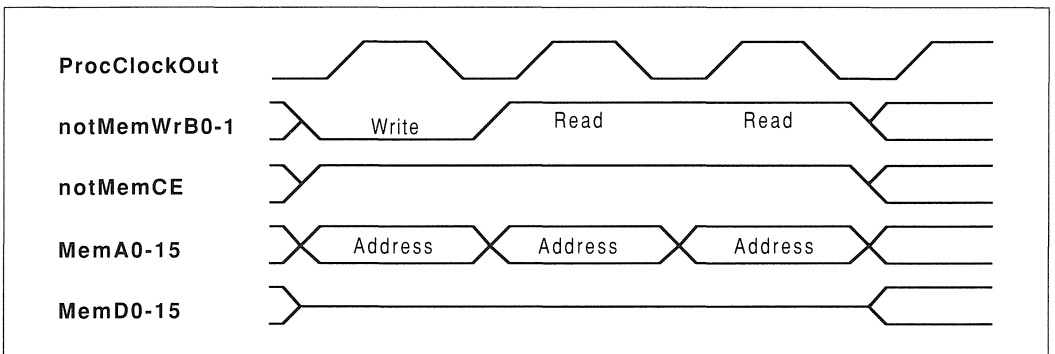 ProcClockOut
notMemWrB0-1 Write Read Read
notMemCE
MemA0-15 Address Address Address
MemD0-15